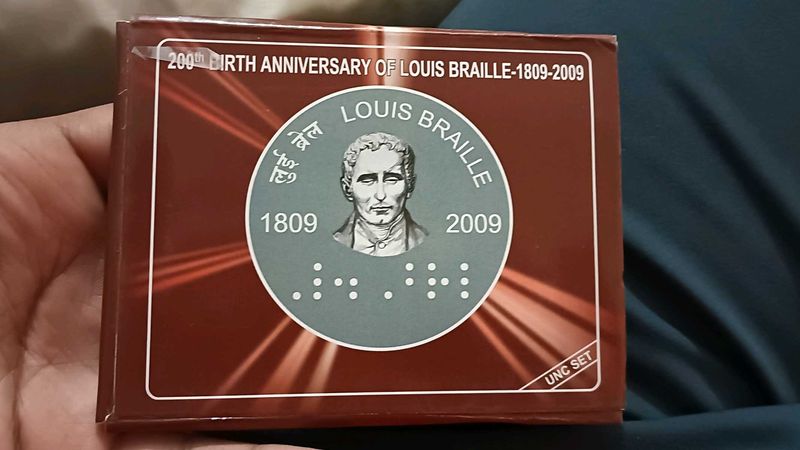 200th BIRTH ANNIVERSARY OF LOUIS BRAILLE-1809-2009
लुई ब्रेल LOUIS BRAILLE
1809 2009
UNC SET